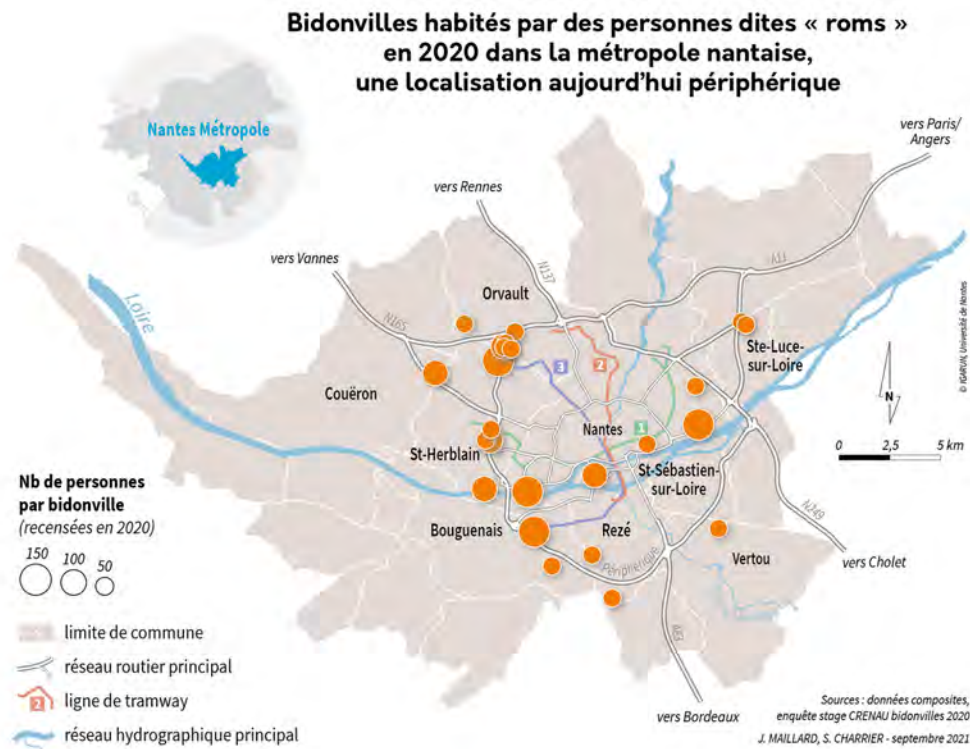 Bidonvilles habités par des personnes dites « roms »
en 2020 dans la métropole nantaise,
une localisation aujourd'hui périphérique
Nantes Métropole
vers Paris/
Angers
vers Rennes
vers Vannes
N137
A11
Orvault
Loire
N165
Ste-Luce-
sur-Loire
© IGARUN, Université de Nantes
3
2
N
Couëron
Nantes
1
0 2,5 5 km
St-Herblain
St-Sébastien-
sur-Loire
Nb de personnes
par bidonville
(recensées en 2020)
150 100 50
Bouguenais
Rezé
N249
Périphérique
Vertou
vers Cholet
A83
limite de commune
réseau routier principal
2
ligne de tramway
réseau hydrographique principal
vers Bordeaux
Sources : données composites,
enquête stage CRENAU bidonvilles 2020
J. MAILLARD, S. CHARRIER - septembre 2021